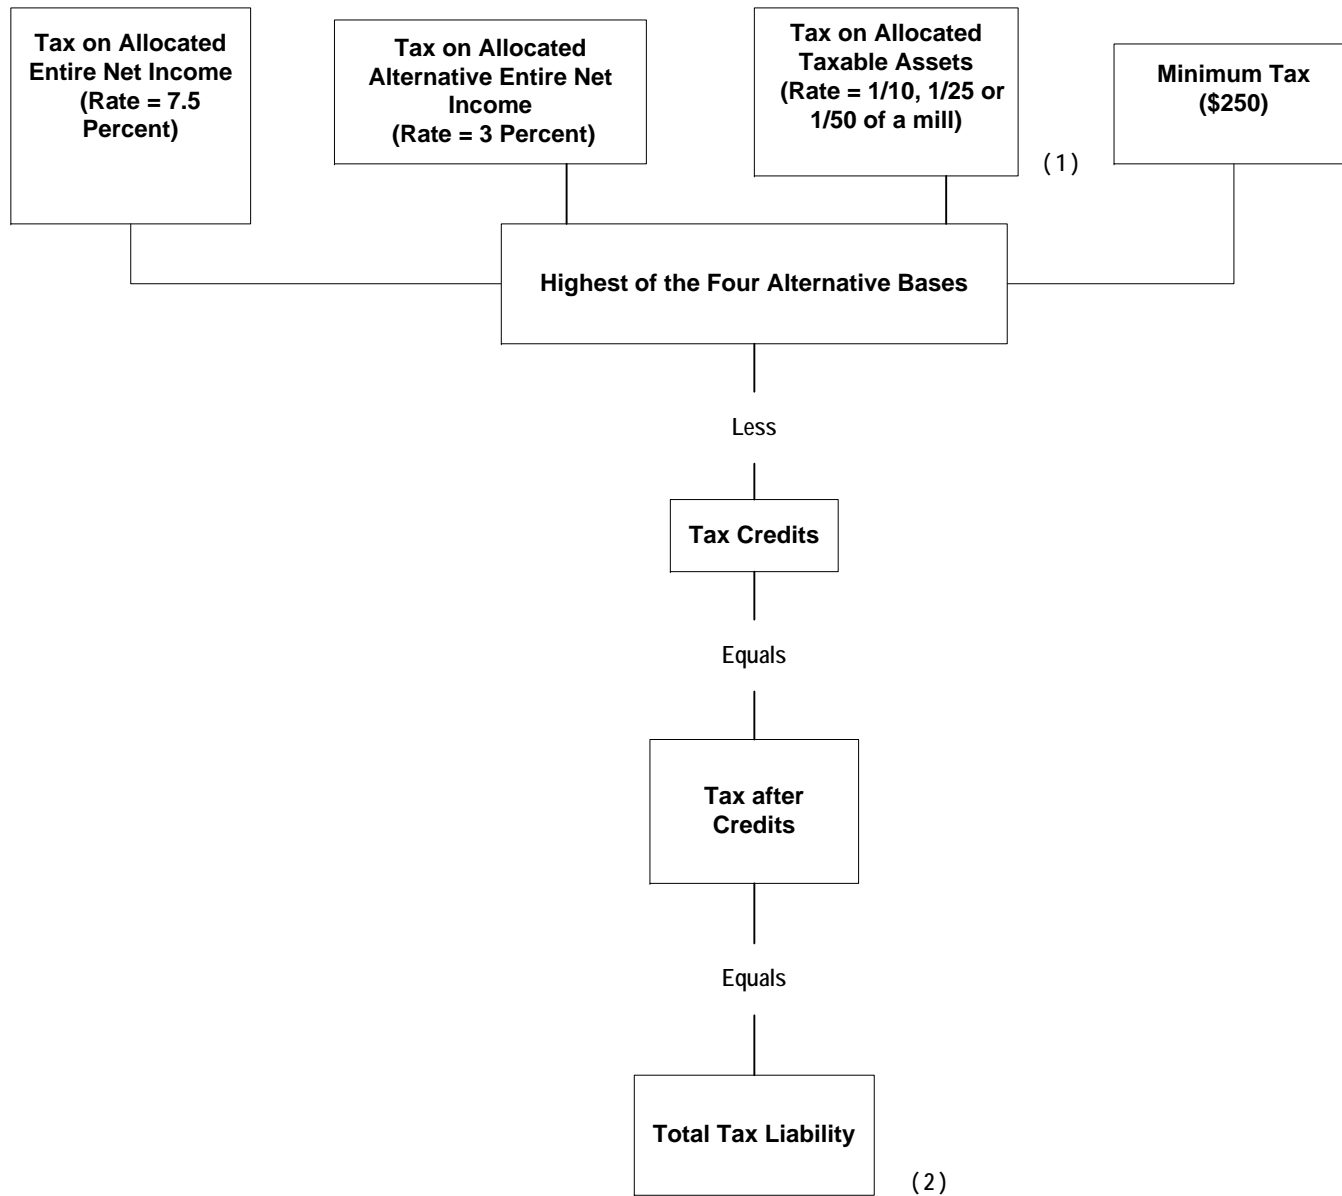 Tax on Allocated
Entire Net Income
(Rate = 7.5
Percent)
Tax on Allocated
Alternative Entire Net
Income
(Rate = 3 Percent)
Tax on Allocated
Taxable Assets
(Rate = 1/10, 1/25 or
1/50 of a mill)
(1)
Minimum Tax
($250)
Highest of the Four Alternative Bases
Less
Tax Credits
Equals
Tax after
Credits
Equals
Total Tax Liability
(2)